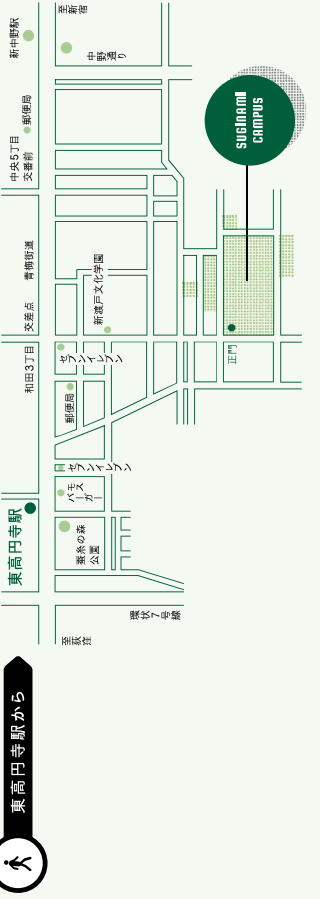 東高円寺駅から
至荻窪
環状7号線
東高円寺駅
蚕糸の森
公園
モス
バーガー
セブンイレブン
郵便局
セブンイレブン
和田3丁目
交差点
新渡戸文化学園
青梅街道
正門
SUGINAMI
CAMPUS
中央5丁目
交番前
郵便局
新中野駅
中野通り
至新宿